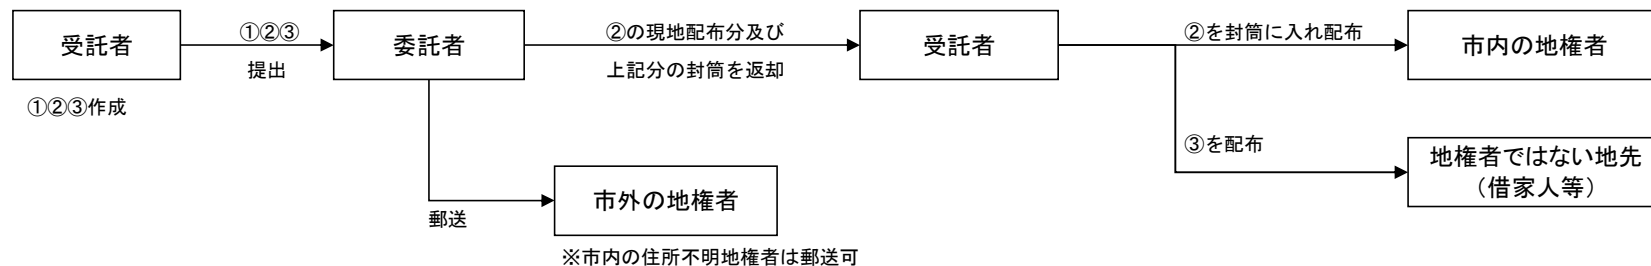 受託者
①②③
提出
①②③作成
委託者
②の現地配布分及び
上記分の封筒を返却
受託者
②を封筒に入れ配布
市内の地権者
③を配布
地権者ではない地先
（借家人等）
郵送
市外の地権者
※市内の住所不明地権者は郵送可